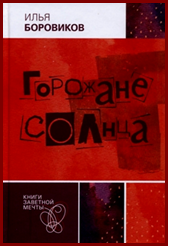 ИЛЬЯ
БОРОВИКОВ
ГОРОЖАНЕ
СОЛНЦА
КНИГИ
ЗАВЕТНОЙ
МЕЧТЫ